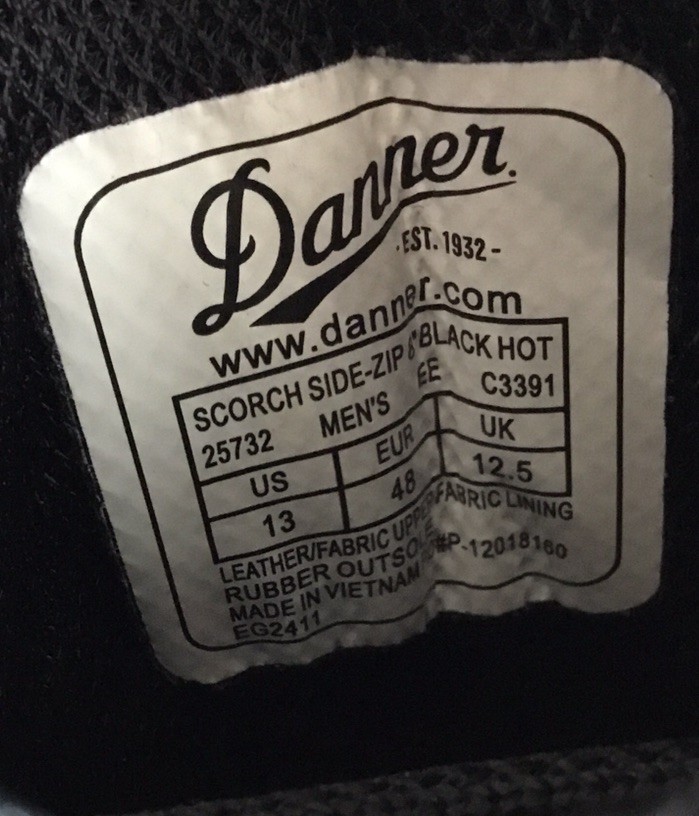 Danner.
-EST. 1932-
www.danner.com
SCORCH SIDE-ZIP 6" BLACK HOT
25732 MEN'S EE C3391
US EUR UK
13 48 12.5
LEATHER/FABRIC UPPER/FABRIC LINING
RUBBER OUTSOLE
MADE IN VIETNAM #P-12018160
EG2411